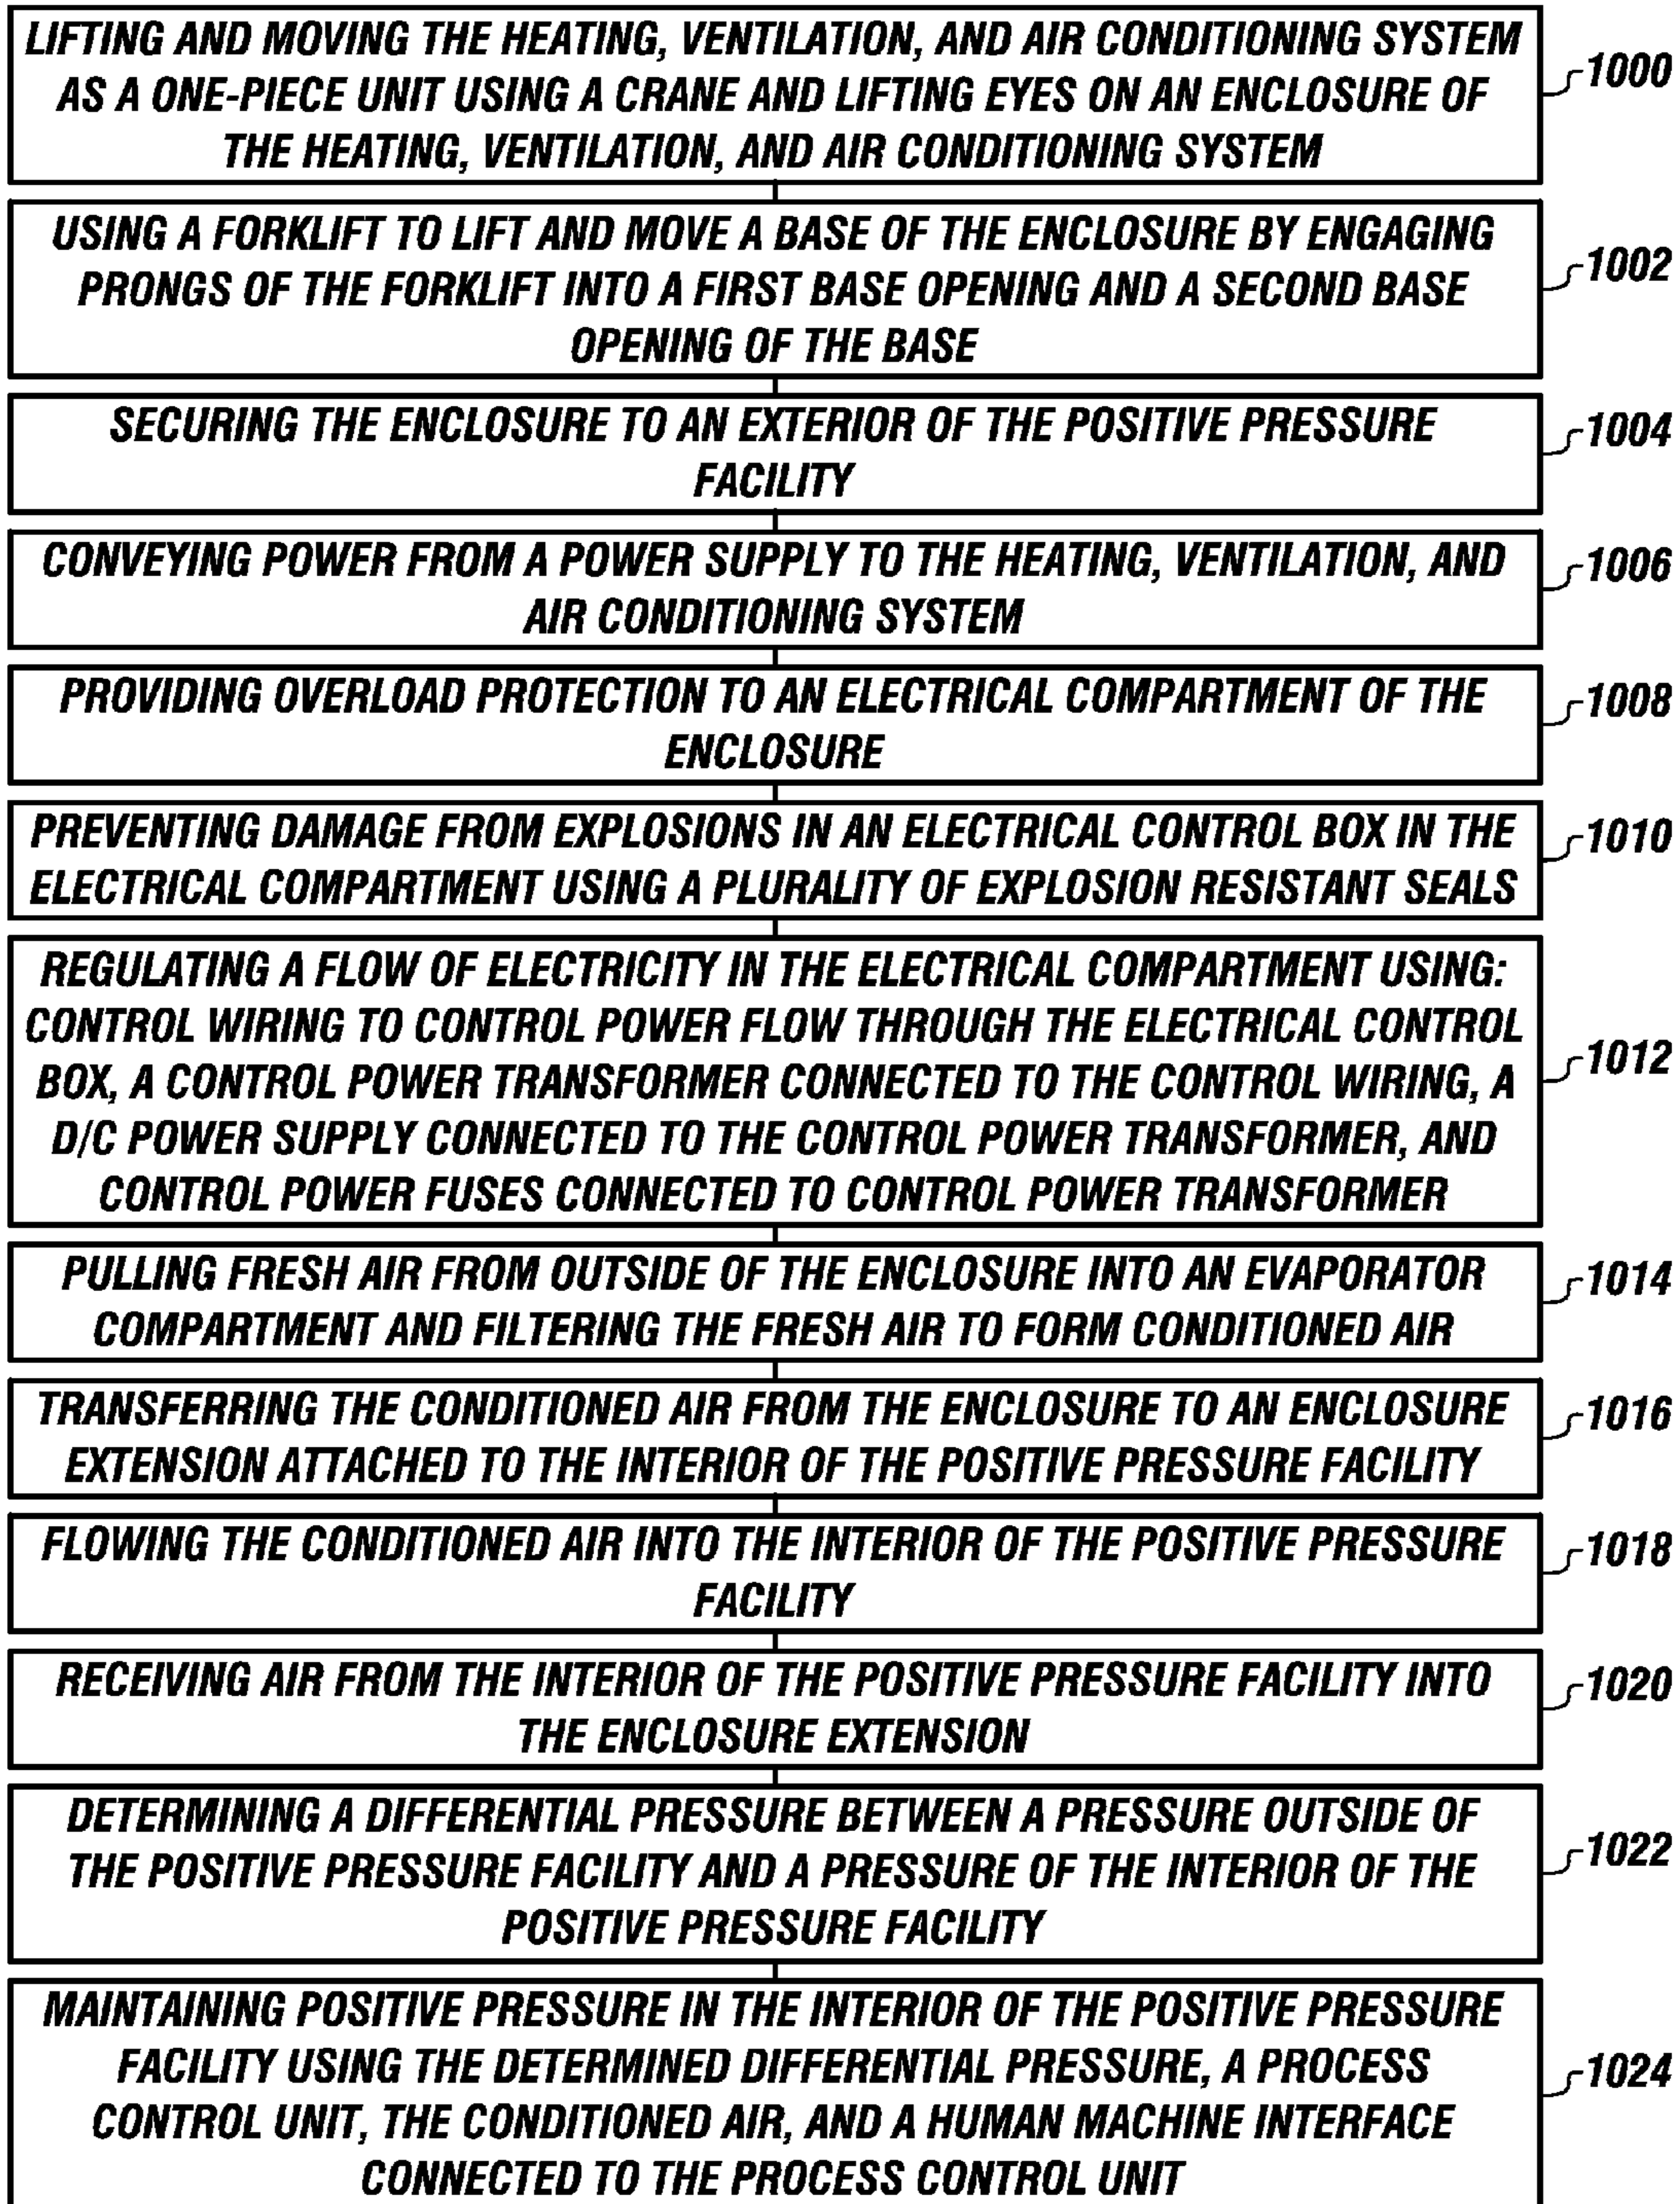 LIFTING AND MOVING THE HEATING, VENTILATION, AND AIR CONDITIONING SYSTEM
AS A ONE-PIECE UNIT USING A CRANE AND LIFTING EYES ON AN ENCLOSURE OF
THE HEATING, VENTILATION, AND AIR CONDITIONING SYSTEM
1000
USING A FORKLIFT TO LIFT AND MOVE A BASE OF THE ENCLOSURE BY ENGAGING
PRONGS OF THE FORKLIFT INTO A FIRST BASE OPENING AND A SECOND BASE
OPENING OF THE BASE
1002
SECURING THE ENCLOSURE TO AN EXTERIOR OF THE POSITIVE PRESSURE
FACILITY
1004
CONVEYING POWER FROM A POWER SUPPLY TO THE HEATING, VENTILATION, AND
AIR CONDITIONING SYSTEM
1006
PROVIDING OVERLOAD PROTECTION TO AN ELECTRICAL COMPARTMENT OF THE
ENCLOSURE
1008
PREVENTING DAMAGE FROM EXPLOSIONS IN AN ELECTRICAL CONTROL BOX IN THE
ELECTRICAL COMPARTMENT USING A PLURALITY OF EXPLOSION RESISTANT SEALS
1010
REGULATING A FLOW OF ELECTRICITY IN THE ELECTRICAL COMPARTMENT USING:
CONTROL WIRING TO CONTROL POWER FLOW THROUGH THE ELECTRICAL CONTROL
BOX, A CONTROL POWER TRANSFORMER CONNECTED TO THE CONTROL WIRING, A
D/C POWER SUPPLY CONNECTED TO THE CONTROL POWER TRANSFORMER, AND
CONTROL POWER FUSES CONNECTED TO CONTROL POWER TRANSFORMER
1012
PULLING FRESH AIR FROM OUTSIDE OF THE ENCLOSURE INTO AN EVAPORATOR
COMPARTMENT AND FILTERING THE FRESH AIR TO FORM CONDITIONED AIR
1014
TRANSFERRING THE CONDITIONED AIR FROM THE ENCLOSURE TO AN ENCLOSURE
EXTENSION ATTACHED TO THE INTERIOR OF THE POSITIVE PRESSURE FACILITY
1016
FLOWING THE CONDITIONED AIR INTO THE INTERIOR OF THE POSITIVE PRESSURE
FACILITY
1018
RECEIVING AIR FROM THE INTERIOR OF THE POSITIVE PRESSURE FACILITY INTO
THE ENCLOSURE EXTENSION
1020
DETERMINING A DIFFERENTIAL PRESSURE BETWEEN A PRESSURE OUTSIDE OF
THE POSITIVE PRESSURE FACILITY AND A PRESSURE OF THE INTERIOR OF THE
POSITIVE PRESSURE FACILITY
1022
MAINTAINING POSITIVE PRESSURE IN THE INTERIOR OF THE POSITIVE PRESSURE
FACILITY USING THE DETERMINED DIFFERENTIAL PRESSURE, A PROCESS
CONTROL UNIT, THE CONDITIONED AIR, AND A HUMAN MACHINE INTERFACE
CONNECTED TO THE PROCESS CONTROL UNIT
1024